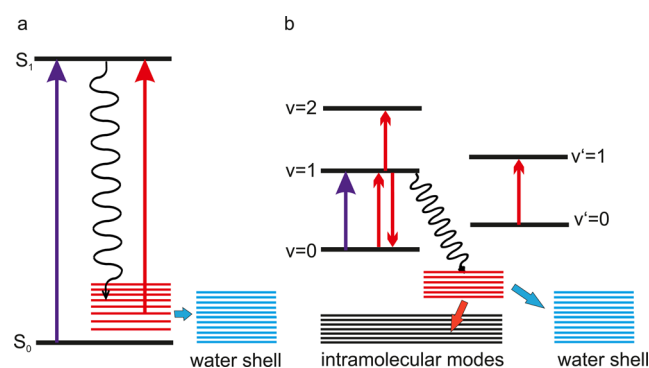 a
b
S₁
v=2
v=1
v'=1
v'=0
v=0
S₀
water shell
intramolecular modes
water shell